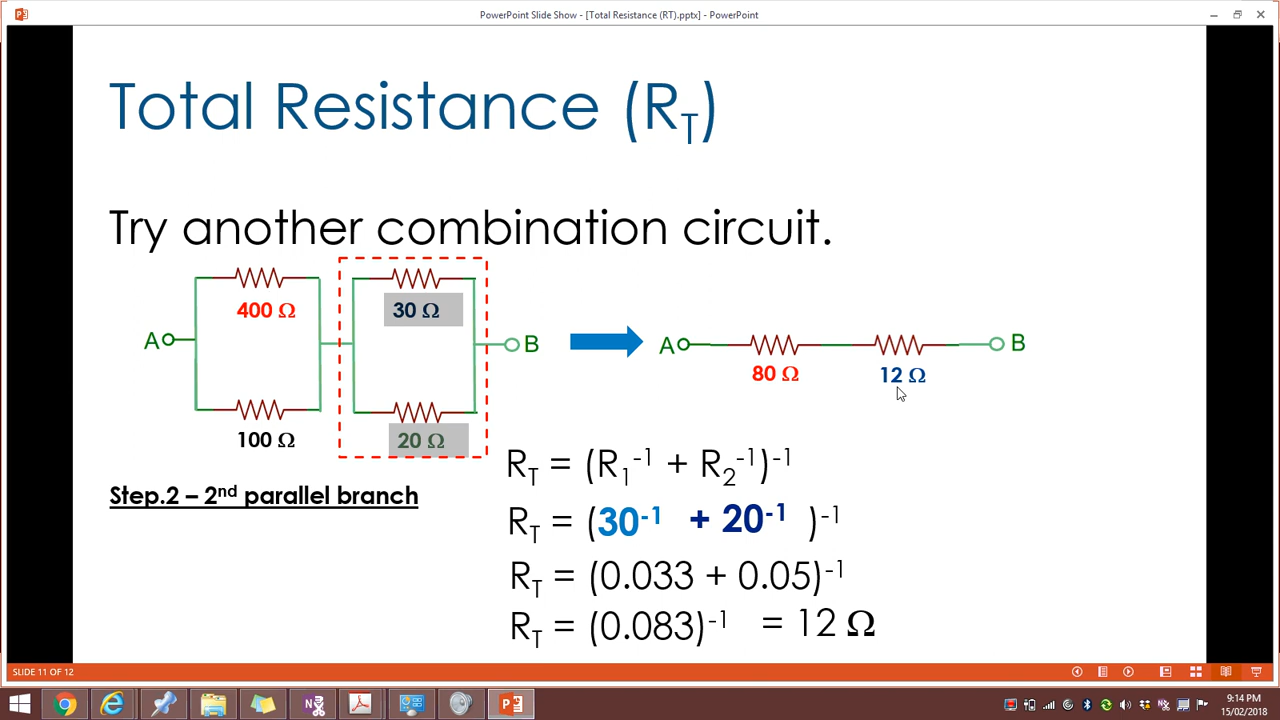 PowerPoint Slide Show - [Total Resistance (RT).pptx] - PowerPoint
Total Resistance (R_T)
Try another combination circuit.
400 Ω
30 Ω
A
B
A
B
80 Ω
12 Ω
100 Ω
20 Ω
R_T = (R_1^-1 + R_2^-1)^-1
Step.2 – 2nd parallel branch
R_T = (30^-1 + 20^-1 )^-1
R_T = (0.033 + 0.05)^-1
R_T = (0.083)^-1 = 12 Ω
SLIDE 11 OF 12
9:14 PM
15/02/2018